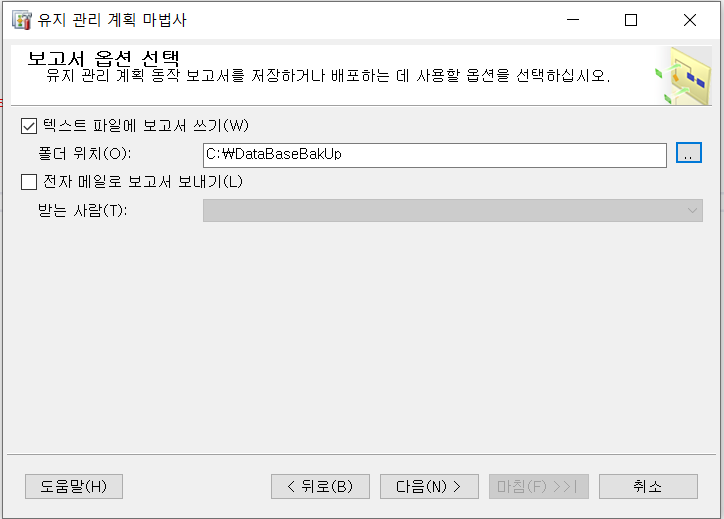 유지 관리 계획 마법사
보고서 옵션 선택
유지 관리 계획 동작 보고서를 저장하거나 배포하는 데 사용할 옵션을 선택하십시오.
텍스트 파일에 보고서 쓰기(W)
폴더 위치(O): C:₩DataBaseBakUp ..
전자 메일로 보고서 보내기(L)
받는 사람(T):
도움말(H) < 뒤로(B) 다음(N) > 마침(F) >>| 취소